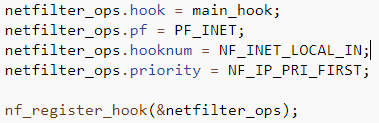 netfilter_ops.hook = main_hook;
netfilter_ops.pf = PF_INET;
netfilter_ops.hooknum = NF_INET_LOCAL_IN;
netfilter_ops.priority = NF_IP_PRI_FIRST;
nf_register_hook(&netfilter_ops);